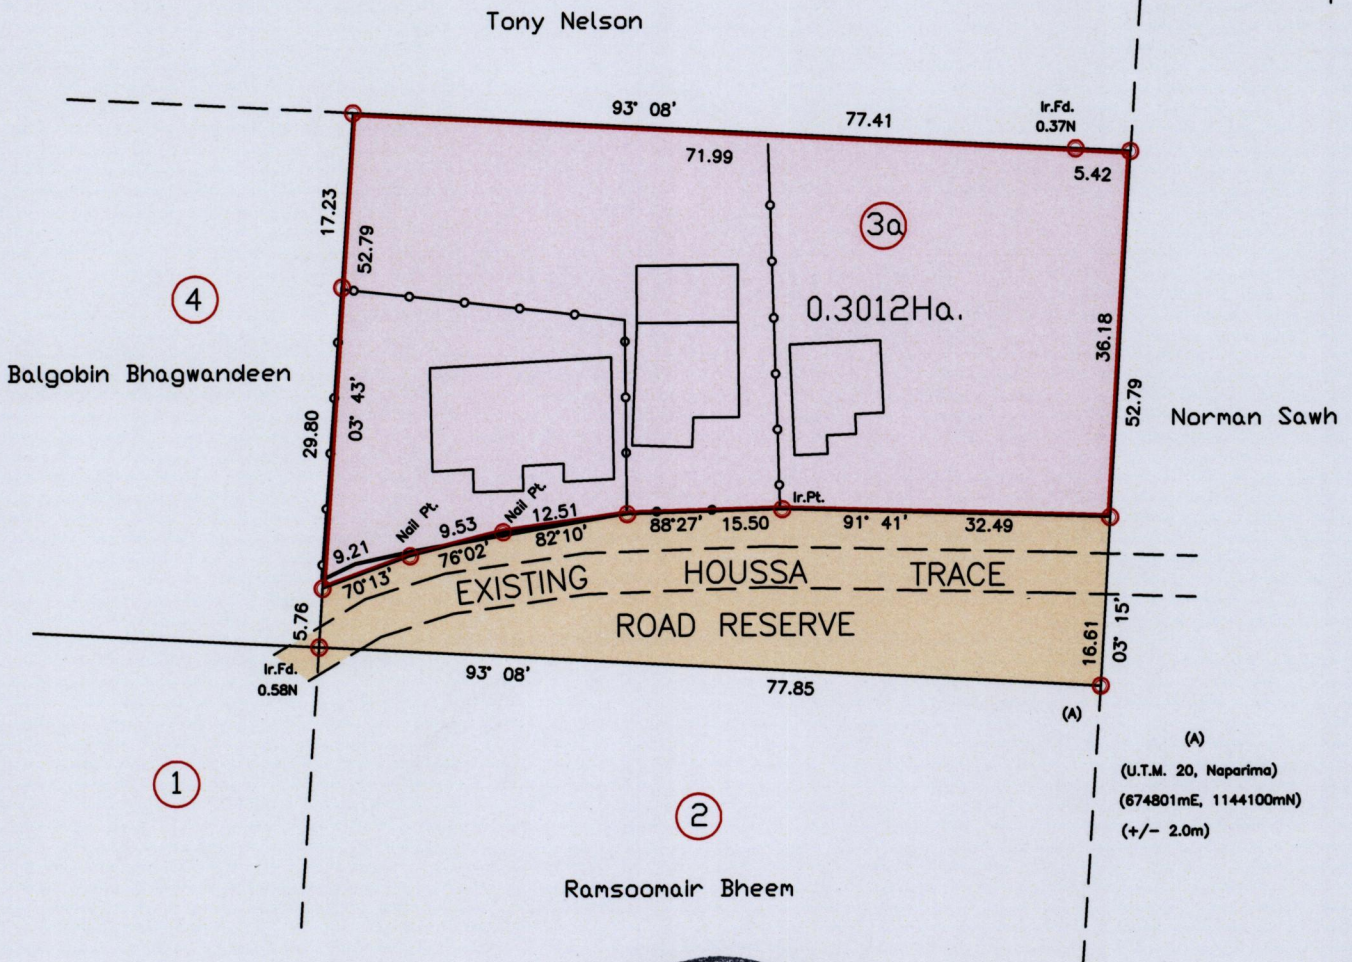 Tony Nelson
93° 08'
77.41
Ir.Fd.
0.37N
71.99
5.42
17.23
52.79
3a
4
0.3012Ha.
36.18
Balgobin Bhagwandeen
03° 43'
29.80
52.79
Norman Sawh
Nail Pt.
Nail Pt.
Ir.Pt.
9.21
9.53
12.51
88°27'
15.50
91° 41'
32.49
70°13'
76°02'
82°10'
EXISTING HOUSSA TRACE
ROAD RESERVE
5.76
16.61
03° 15'
Ir.Fd.
0.58N
93° 08'
77.85
(A)
(A)
(U.T.M. 20, Naparima)
(674801mE, 1144100mN)
(+/- 2.0m)
1
2
Ramsoomair Bheem